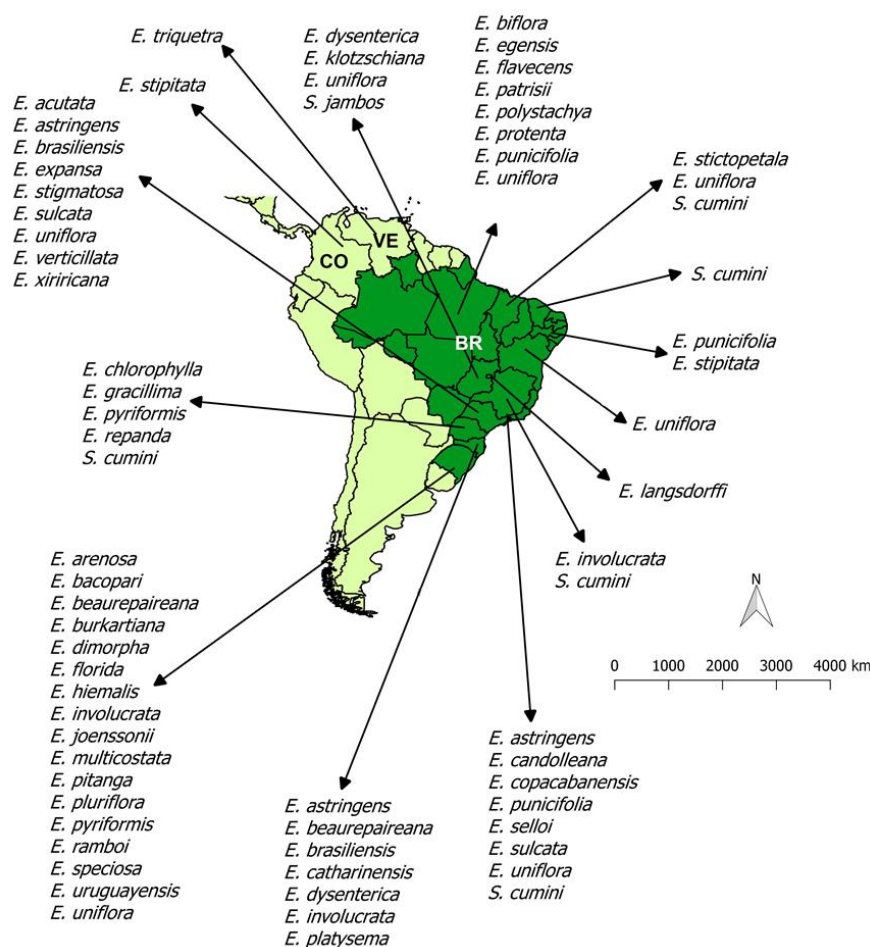 E. triquetra
E. stipitata
E. acutata
E. astringens
E. brasiliensis
E. expansa
E. stigmatosa
E. sulcata
E. uniflora
E. verticillata
E. xiriricana
E. dysenterica
E. klotzschiana
E. uniflora
S. jambos
E. biflora
E. egensis
E. flavecens
E. patrisii
E. polystachya
E. protenta
E. punicifolia
E. uniflora
E. stictopetala
E. uniflora
S. cumini
S. cumini
E. punicifolia
E. stipitata
E. uniflora
E. langsdorffi
E. involucrata
S. cumini
CO
VE
BR
E. chlorophylla
E. gracillima
E. pyriformis
E. repanda
S. cumini
N
0 1000 2000 3000 4000 km
E. arenosa
E. bacopari
E. beaurepaireana
E. burkartiana
E. dimorpha
E. florida
E. hiemalis
E. involucrata
E. joenssonii
E. multicostata
E. pitanga
E. pluriflora
E. pyriformis
E. ramboi
E. speciosa
E. uruguayensis
E. uniflora
E. astringens
E. beaurepaireana
E. brasiliensis
E. catharinensis
E. dysenterica
E. involucrata
E. platysema
E. astringens
E. candolleana
E. copacabanensis
E. punicifolia
E. selloi
E. sulcata
E. uniflora
S. cumini